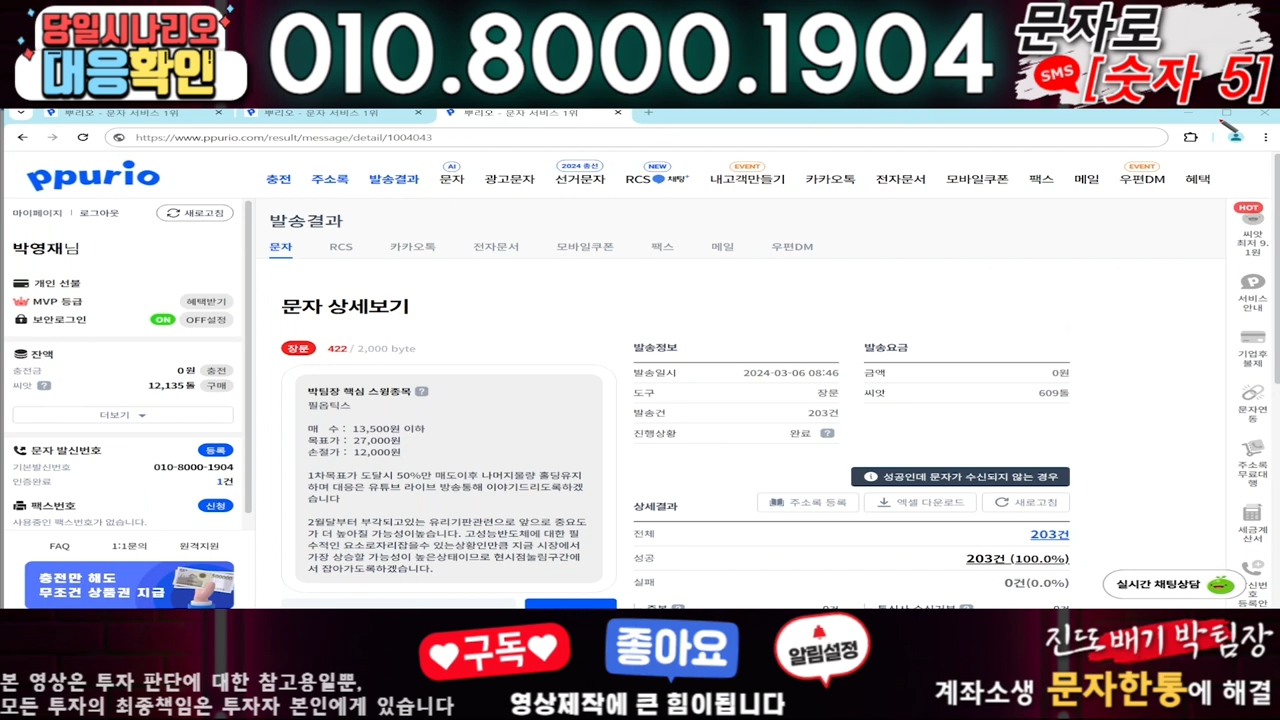 당일시나리오
대응확인
010.8000.1904
문자로
SMS
[숫자 5]
뿌리오 - 문자 서비스 1위
뿌리오 - 문자 서비스 1위
뿌리오 - 문자 서비스 1위
https://www.ppurio.com/result/message/detail/1004043
ppurio
충전
주소록
발송결과
AI
문자
광고문자
2024 총선
선거문자
NEW
RCS 채팅+
EVENT
내고객만들기
카카오톡
전자문서
모바일쿠폰
팩스
메일
EVENT
우편DM
혜택
마이페이지 | 로그아웃
새로고침
박영재님
개인 선불
MVP 등급
혜택받기
보안로그인
ON
OFF설정
잔액
충전금
0 원
충전
씨앗 ?
12,135 톨
구매
더보기
문자 발신번호
등록
기본발신번호
010-8000-1904
인증완료
1건
팩스번호
신청
사용중인 팩스번호가 없습니다.
FAQ
1:1문의
원격지원
충전만 해도
무조건 상품권 지급
발송결과
문자
RCS
카카오톡
전자문서
모바일쿠폰
팩스
메일
우편DM
문자 상세보기
장문
422 / 2,000 byte
박팀장 핵심 스윙종목 ?
필옵틱스
매 수 : 13,500원 이하
목표가 : 27,000원
손절가 : 12,000원
1차목표가 도달시 50%만 매도이후 나머지물량 홀딩유지
하며 대응은 유튜브 라이브 방송통해 이야기드리도록하겠
습니다
2월달부터 부각되고있는 유리기판관련으로 앞으로 중요도
가 더 높아질 가능성이높습니다. 고성능반도체에 대한 필
수적인 요소로자리잡을수 있는상황인만큼 지금 시장에서
가장 상승할 가능성이 높은상태이므로 현시점눌림구간에
서 잡아가도록하겠습니다.
발송정보
발송일시
2024-03-06 08:46
도구
장문
발송건
203건
진행상황
완료 ?
발송요금
금액
0원
씨앗
609톨
성공인데 문자가 수신되지 않는 경우
상세결과
주소록 등록
엑셀 다운로드
새로고침
전체
203건
성공
203건 (100.0%)
실패
0건(0.0%)
HOT
씨앗
최저 9.
1원
서비스
안내
기업후
불제
문자연
동
주소록
무료대
행
세금계
산서
실시간 채팅상담
본 영상은 투자 판단에 대한 참고용일뿐,
모든 투자의 최종책임은 투자자 본인에게 있습니다
구독
좋아요
알림설정
영상제작에 큰 힘이됩니다
진또배기 박팀장
계좌소생 문자한통에 해결